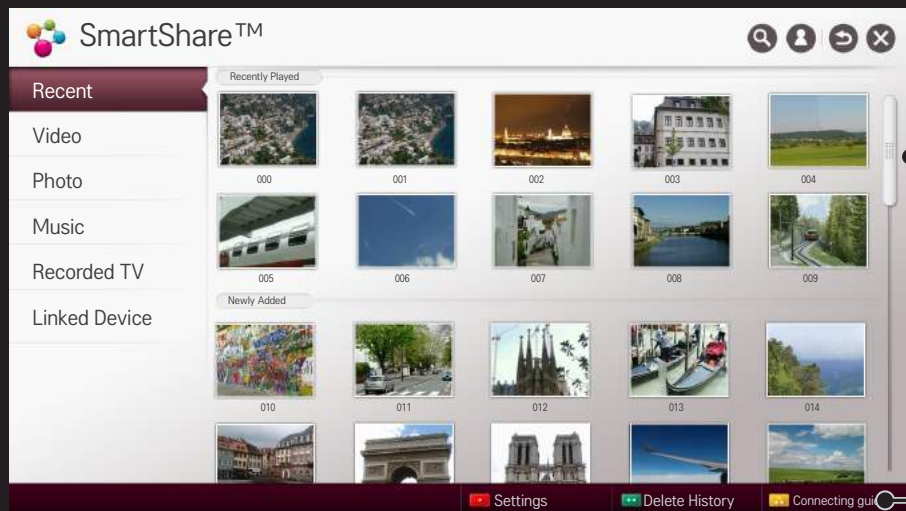 SmartShare™
Recent
Video
Photo
Music
Recorded TV
Linked Device
Recently Played
000 001 002 003 004
005 006 007 008 009
Newly Added
010 011 012 013 014
Settings Delete History Connecting